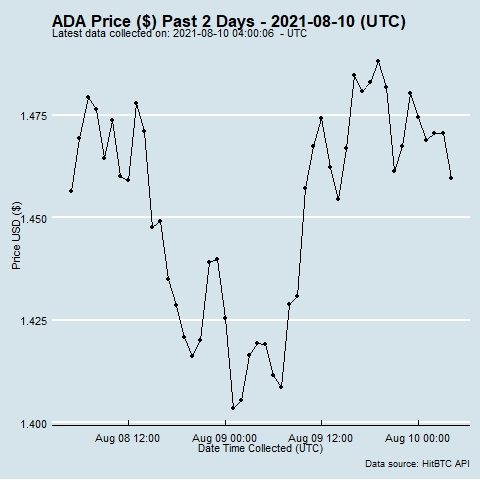 ADA Price ($) Past 2 Days - 2021-08-10 (UTC)
Latest data collected on: 2021-08-10 04:00:06 - UTC
1.475
1.450
1.425
1.400
Price USD ($)
Aug 08 12:00 Aug 09 00:00 Aug 09 12:00 Aug 10 00:00
Date Time Collected (UTC)
Data source: HitBTC API